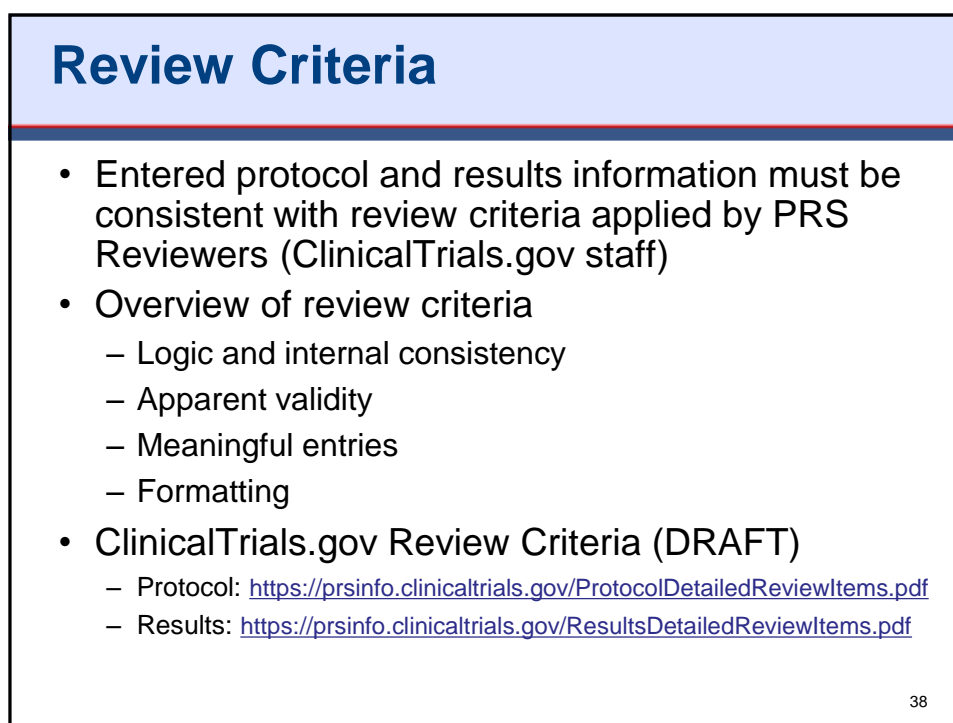 Review Criteria
• Entered protocol and results information must be
consistent with review criteria applied by PRS
Reviewers (ClinicalTrials.gov staff)
• Overview of review criteria
– Logic and internal consistency
– Apparent validity
– Meaningful entries
– Formatting
• ClinicalTrials.gov Review Criteria (DRAFT)
– Protocol: https://prsinfo.clinicaltrials.gov/ProtocolDetailedReviewItems.pdf
– Results: https://prsinfo.clinicaltrials.gov/ResultsDetailedReviewItems.pdf
38